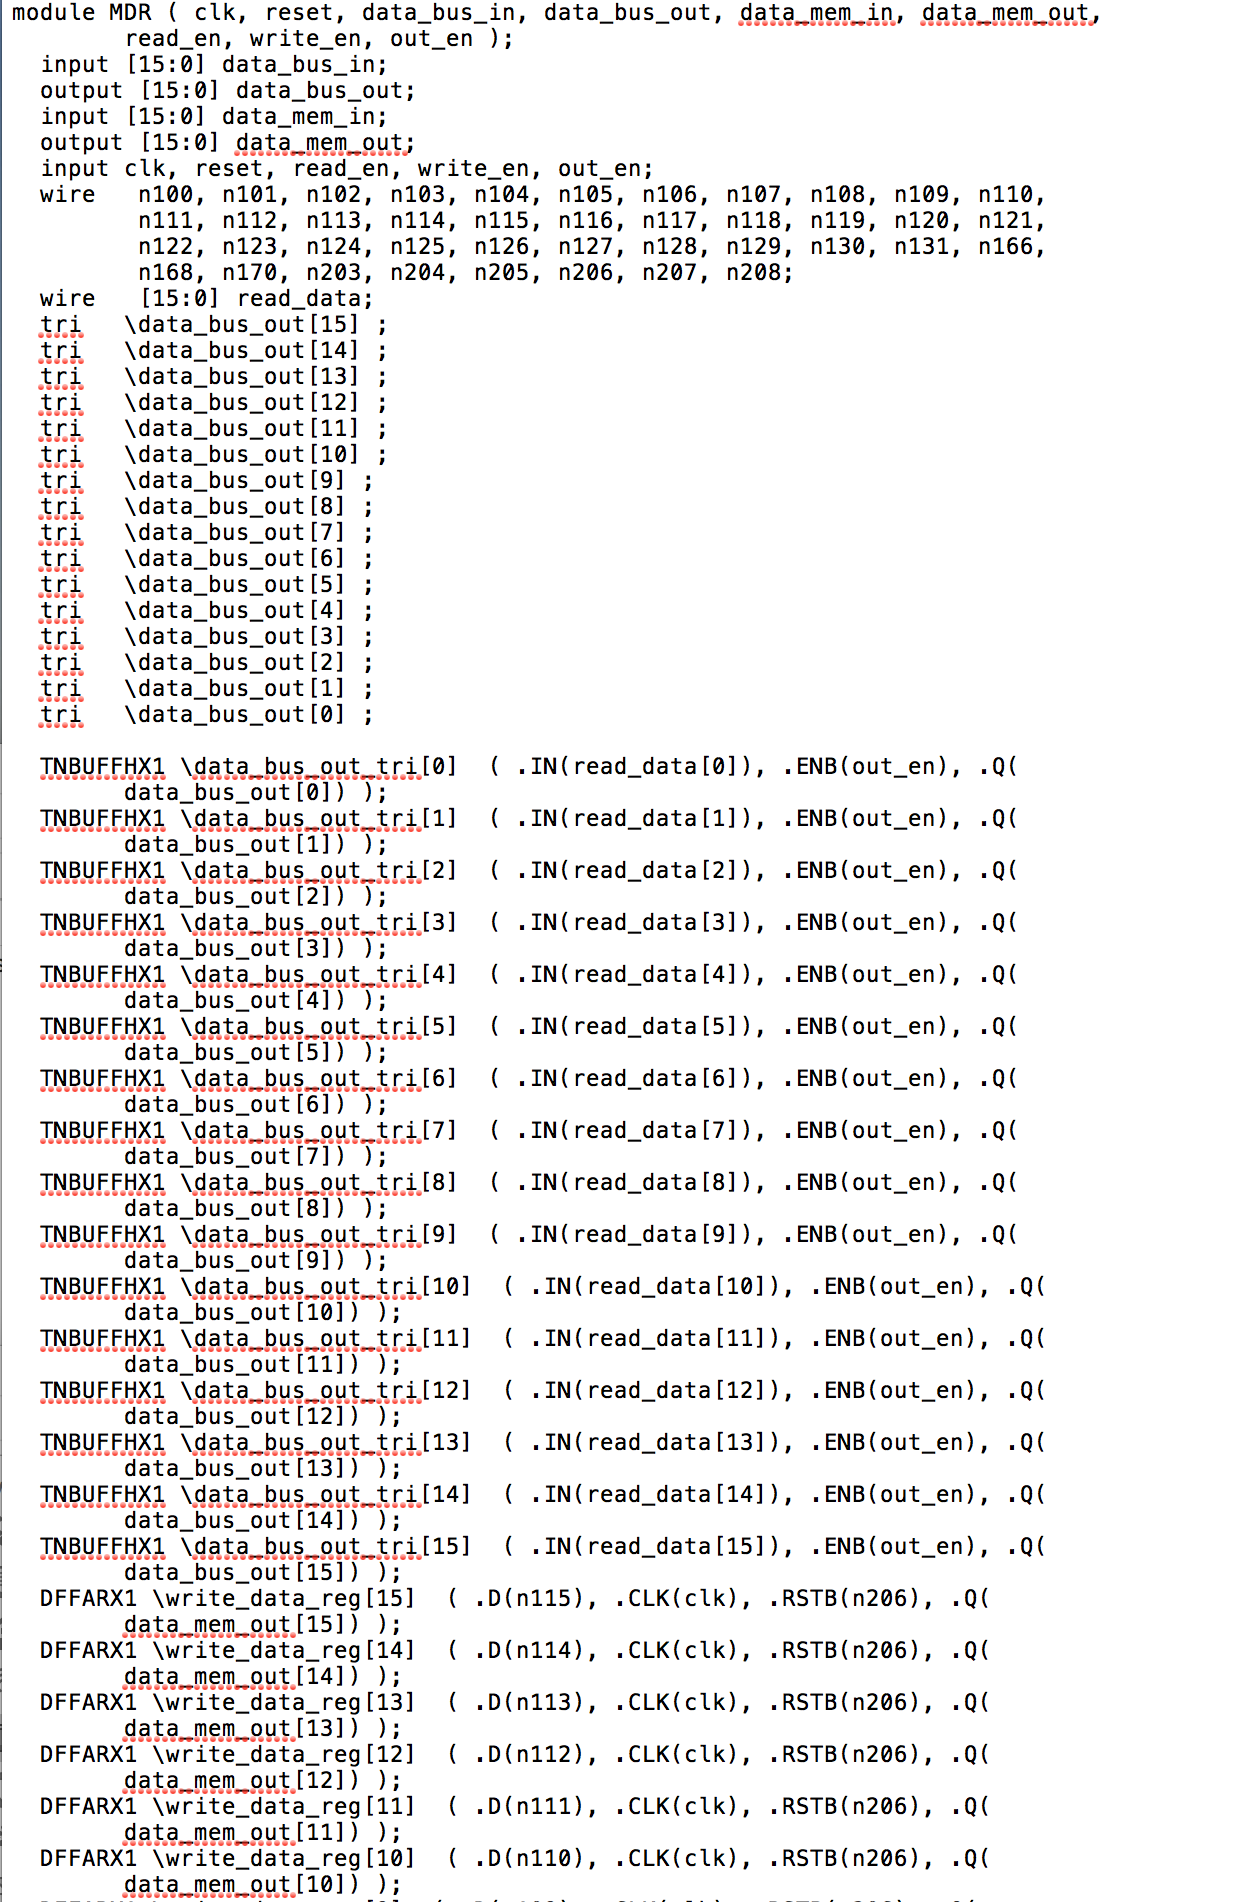 module MDR ( clk, reset, data_bus_in, data_bus_out, data_mem_in, data_mem_out,
read_en, write_en, out_en );
input [15:0] data_bus_in;
output [15:0] data_bus_out;
input [15:0] data_mem_in;
output [15:0] data_mem_out;
input clk, reset, read_en, write_en, out_en;
wire n100, n101, n102, n103, n104, n105, n106, n107, n108, n109, n110,
n111, n112, n113, n114, n115, n116, n117, n118, n119, n120, n121,
n122, n123, n124, n125, n126, n127, n128, n129, n130, n131, n166,
n168, n170, n203, n204, n205, n206, n207, n208;
wire [15:0] read_data;
tri \data_bus_out[15] ;
tri \data_bus_out[14] ;
tri \data_bus_out[13] ;
tri \data_bus_out[12] ;
tri \data_bus_out[11] ;
tri \data_bus_out[10] ;
tri \data_bus_out[9] ;
tri \data_bus_out[8] ;
tri \data_bus_out[7] ;
tri \data_bus_out[6] ;
tri \data_bus_out[5] ;
tri \data_bus_out[4] ;
tri \data_bus_out[3] ;
tri \data_bus_out[2] ;
tri \data_bus_out[1] ;
tri \data_bus_out[0] ;
TNBUFFHX1 \data_bus_out_tri[0] ( .IN(read_data[0]), .ENB(out_en), .Q(
data_bus_out[0]) );
TNBUFFHX1 \data_bus_out_tri[1] ( .IN(read_data[1]), .ENB(out_en), .Q(
data_bus_out[1]) );
TNBUFFHX1 \data_bus_out_tri[2] ( .IN(read_data[2]), .ENB(out_en), .Q(
data_bus_out[2]) );
TNBUFFHX1 \data_bus_out_tri[3] ( .IN(read_data[3]), .ENB(out_en), .Q(
data_bus_out[3]) );
TNBUFFHX1 \data_bus_out_tri[4] ( .IN(read_data[4]), .ENB(out_en), .Q(
data_bus_out[4]) );
TNBUFFHX1 \data_bus_out_tri[5] ( .IN(read_data[5]), .ENB(out_en), .Q(
data_bus_out[5]) );
TNBUFFHX1 \data_bus_out_tri[6] ( .IN(read_data[6]), .ENB(out_en), .Q(
data_bus_out[6]) );
TNBUFFHX1 \data_bus_out_tri[7] ( .IN(read_data[7]), .ENB(out_en), .Q(
data_bus_out[7]) );
TNBUFFHX1 \data_bus_out_tri[8] ( .IN(read_data[8]), .ENB(out_en), .Q(
data_bus_out[8]) );
TNBUFFHX1 \data_bus_out_tri[9] ( .IN(read_data[9]), .ENB(out_en), .Q(
data_bus_out[9]) );
TNBUFFHX1 \data_bus_out_tri[10] ( .IN(read_data[10]), .ENB(out_en), .Q(
data_bus_out[10]) );
TNBUFFHX1 \data_bus_out_tri[11] ( .IN(read_data[11]), .ENB(out_en), .Q(
data_bus_out[11]) );
TNBUFFHX1 \data_bus_out_tri[12] ( .IN(read_data[12]), .ENB(out_en), .Q(
data_bus_out[12]) );
TNBUFFHX1 \data_bus_out_tri[13] ( .IN(read_data[13]), .ENB(out_en), .Q(
data_bus_out[13]) );
TNBUFFHX1 \data_bus_out_tri[14] ( .IN(read_data[14]), .ENB(out_en), .Q(
data_bus_out[14]) );
TNBUFFHX1 \data_bus_out_tri[15] ( .IN(read_data[15]), .ENB(out_en), .Q(
data_bus_out[15]) );
DFFARX1 \write_data_reg[15] ( .D(n115), .CLK(clk), .RSTB(n206), .Q(
data_mem_out[15]) );
DFFARX1 \write_data_reg[14] ( .D(n114), .CLK(clk), .RSTB(n206), .Q(
data_mem_out[14]) );
DFFARX1 \write_data_reg[13] ( .D(n113), .CLK(clk), .RSTB(n206), .Q(
data_mem_out[13]) );
DFFARX1 \write_data_reg[12] ( .D(n112), .CLK(clk), .RSTB(n206), .Q(
data_mem_out[12]) );
DFFARX1 \write_data_reg[11] ( .D(n111), .CLK(clk), .RSTB(n206), .Q(
data_mem_out[11]) );
DFFARX1 \write_data_reg[10] ( .D(n110), .CLK(clk), .RSTB(n206), .Q(
data_mem_out[10]) );